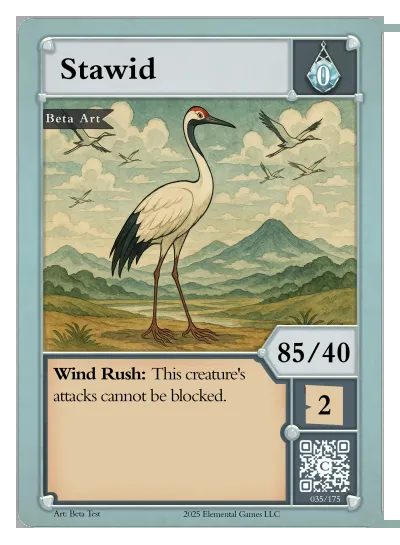 Stawid
0
Beta Art
85/40
Wind Rush: This creature's
attacks cannot be blocked.
2
C
035/175
Art: Beta Test
2025 Elemental Games LLC